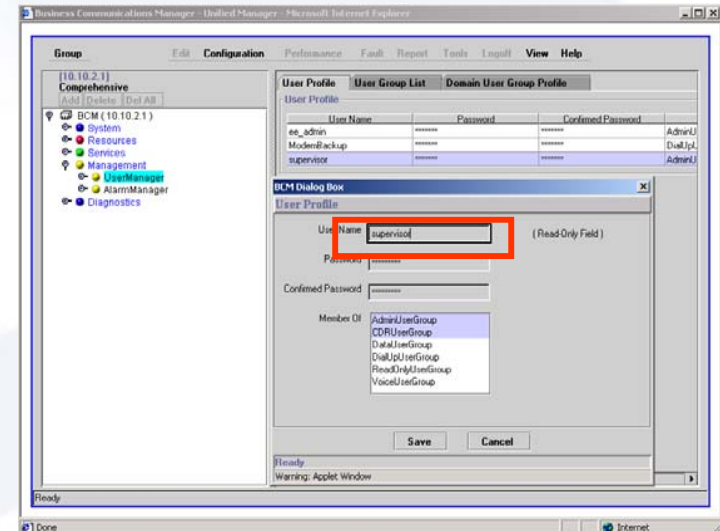 Business Communications Manager - Unified Manager - Microsoft Internet Explorer
Group Edit Configuration Performance Fault Report Tools Logoff View Help
[10.10.2.1]
Comprehensive
Add Delete Del All
BCM ( 10.10.2.1 )
System
Resources
Services
Management
UserManager
AlarmManager
Diagnostics
User Profile User Group List Domain User Group Profile
User Profile
User Name Password Confirmed Password
ee_admin ******* ******* AdminU
ModemBackup ******* ******* DialUpL
supervisor ******* ******* AdminU
BCM Dialog Box
User Profile
User Name supervisor ( Read-Only Field )
Password
Confirmed Password
Member Of AdminUserGroup
CDRUserGroup
DataUserGroup
DialUpUserGroup
ReadOnlyUserGroup
VoiceUserGroup
Save Cancel
Ready
Warning: Applet Window
Ready
Done Internet